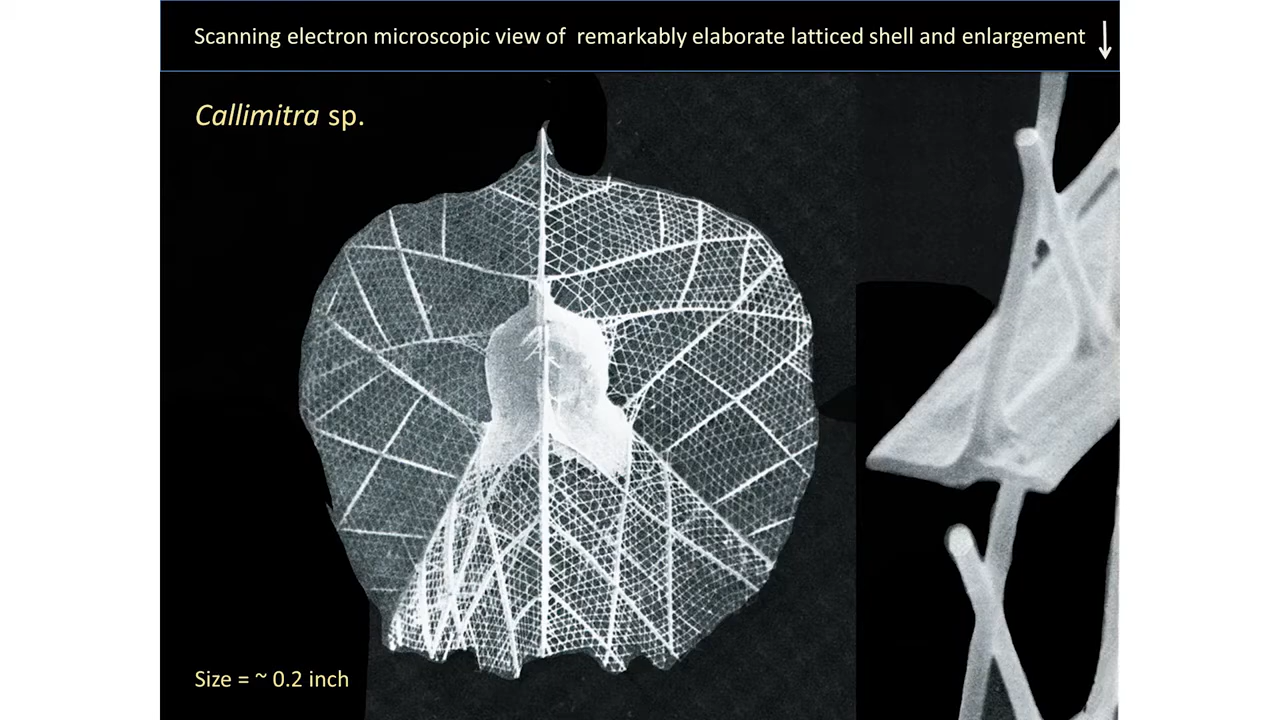 Scanning electron microscopic view of remarkably elaborate latticed shell and enlargement
Callimitra sp.
Size = ~ 0.2 inch